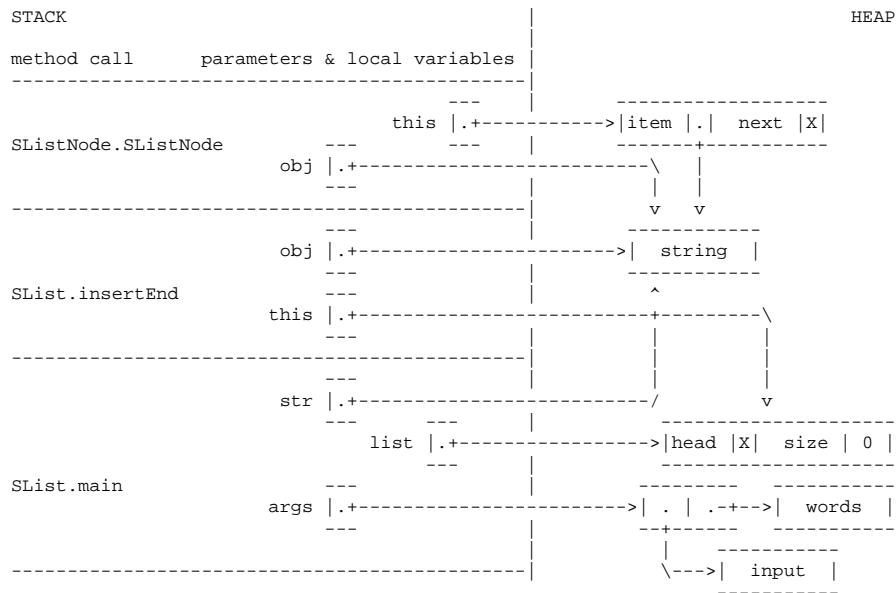 STACK | HEAP
|
method call parameters & local variables |
----------------------------------------------|
--- | -------------------
this |.+----------->|item |.| next |X|
SListNode.SListNode --- --- | -------+-----------
obj |.+--------------------------\ |
--- | | |
----------------------------------------------| v v
--- | ------------
obj |.+----------------------->| string |
--- | ------------
SList.insertEnd --- | ^
this |.+--------------------------+---------\
--- | | |
----------------------------------------------| | |
--- | | |
str |.+--------------------------/ v
--- --- | ---------------------
list |.+----------------->|head |X| size | 0 |
--- | ---------------------
SList.main --- | --------- -----------
args |.+------------------------>| . | .-+-->| words |
--- | --+------ -----------
| | -----------
----------------------------------------------| \--->| input |
-----------